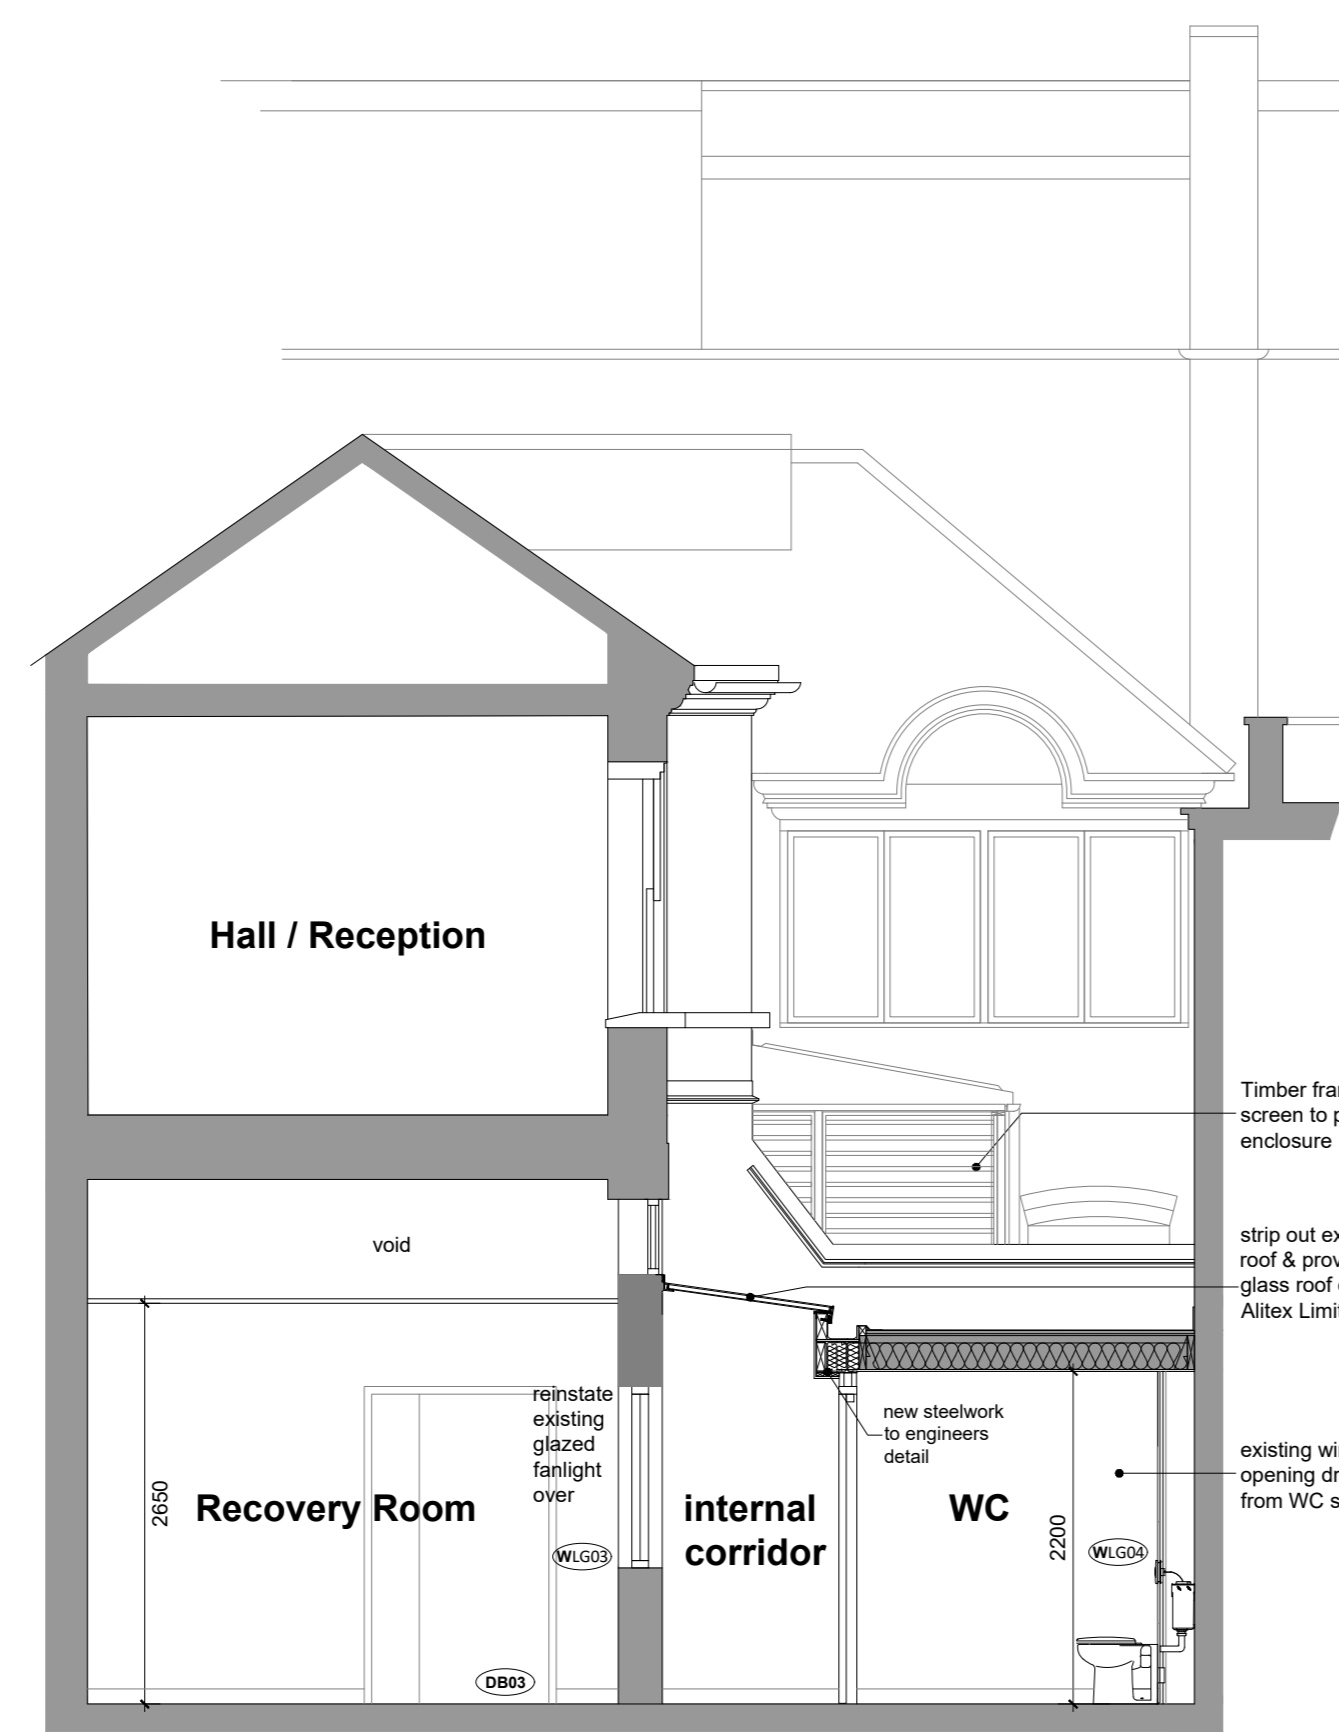 Hall / Reception
Timber fra
screen to p
enclosure
void
strip out ex
roof & prov
glass roof
Alitex Limit
reinstate
existing
glazed
fanlight
over
new steelwork
to engineers
detail
existing wi
opening dr
from WC s
2650
Recovery Room
internal
corridor
WC
2200
WLG03
WLG04
DB03